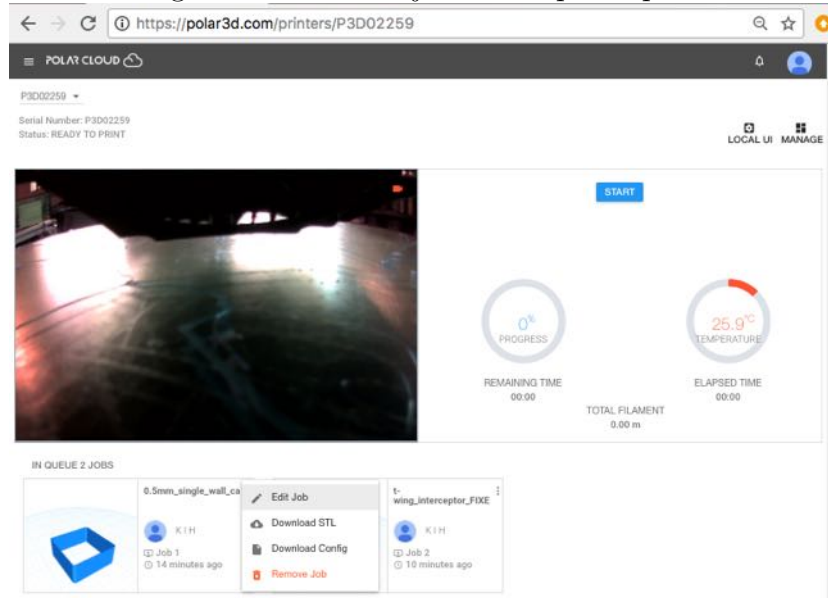 https://polar3d.com/printers/P3D02259
POLAR CLOUD
P3D02259
Serial Number: P3D02259
Status: READY TO PRINT
LOCAL UI MANAGE
START
0%
PROGRESS
25.9°C
TEMPERATURE
REMAINING TIME
00:00
ELAPSED TIME
00:00
TOTAL FILAMENT
0.00 m
IN QUEUE 2 JOBS
0.5mm_single_wall_ca
K I H
Job 1
14 minutes ago
Edit Job
Download STL
Download Config
Remove Job
t-
wing_interceptor_FIXE
K I H
Job 2
10 minutes ago